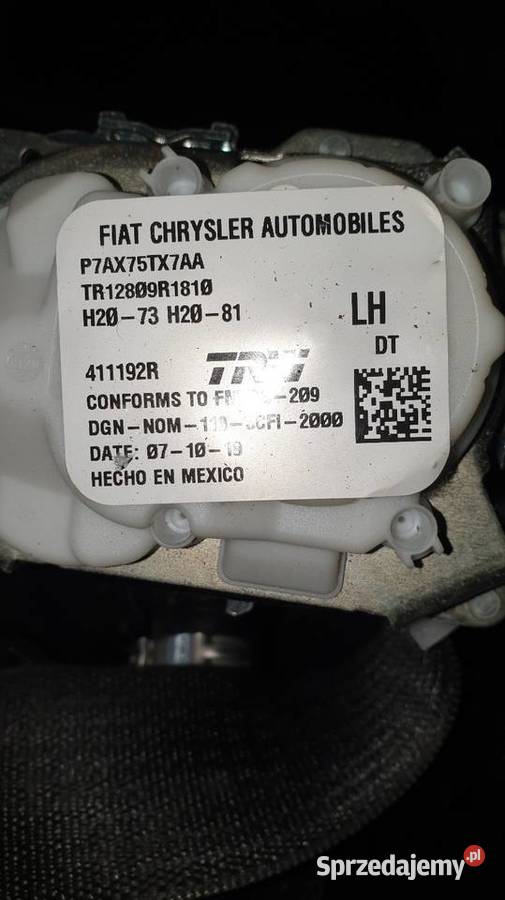 FIAT CHRYSLER AUTOMOBILES
P7AX75TX7AA
TR12809R1810
H20-73 H20-81
LH
DT
411192R
TRW
CONFORMS TO -209
DGN-NOM- -2000
DATE: 07-10-19
HECHO EN MEXICO
Sprzedajemy.pl